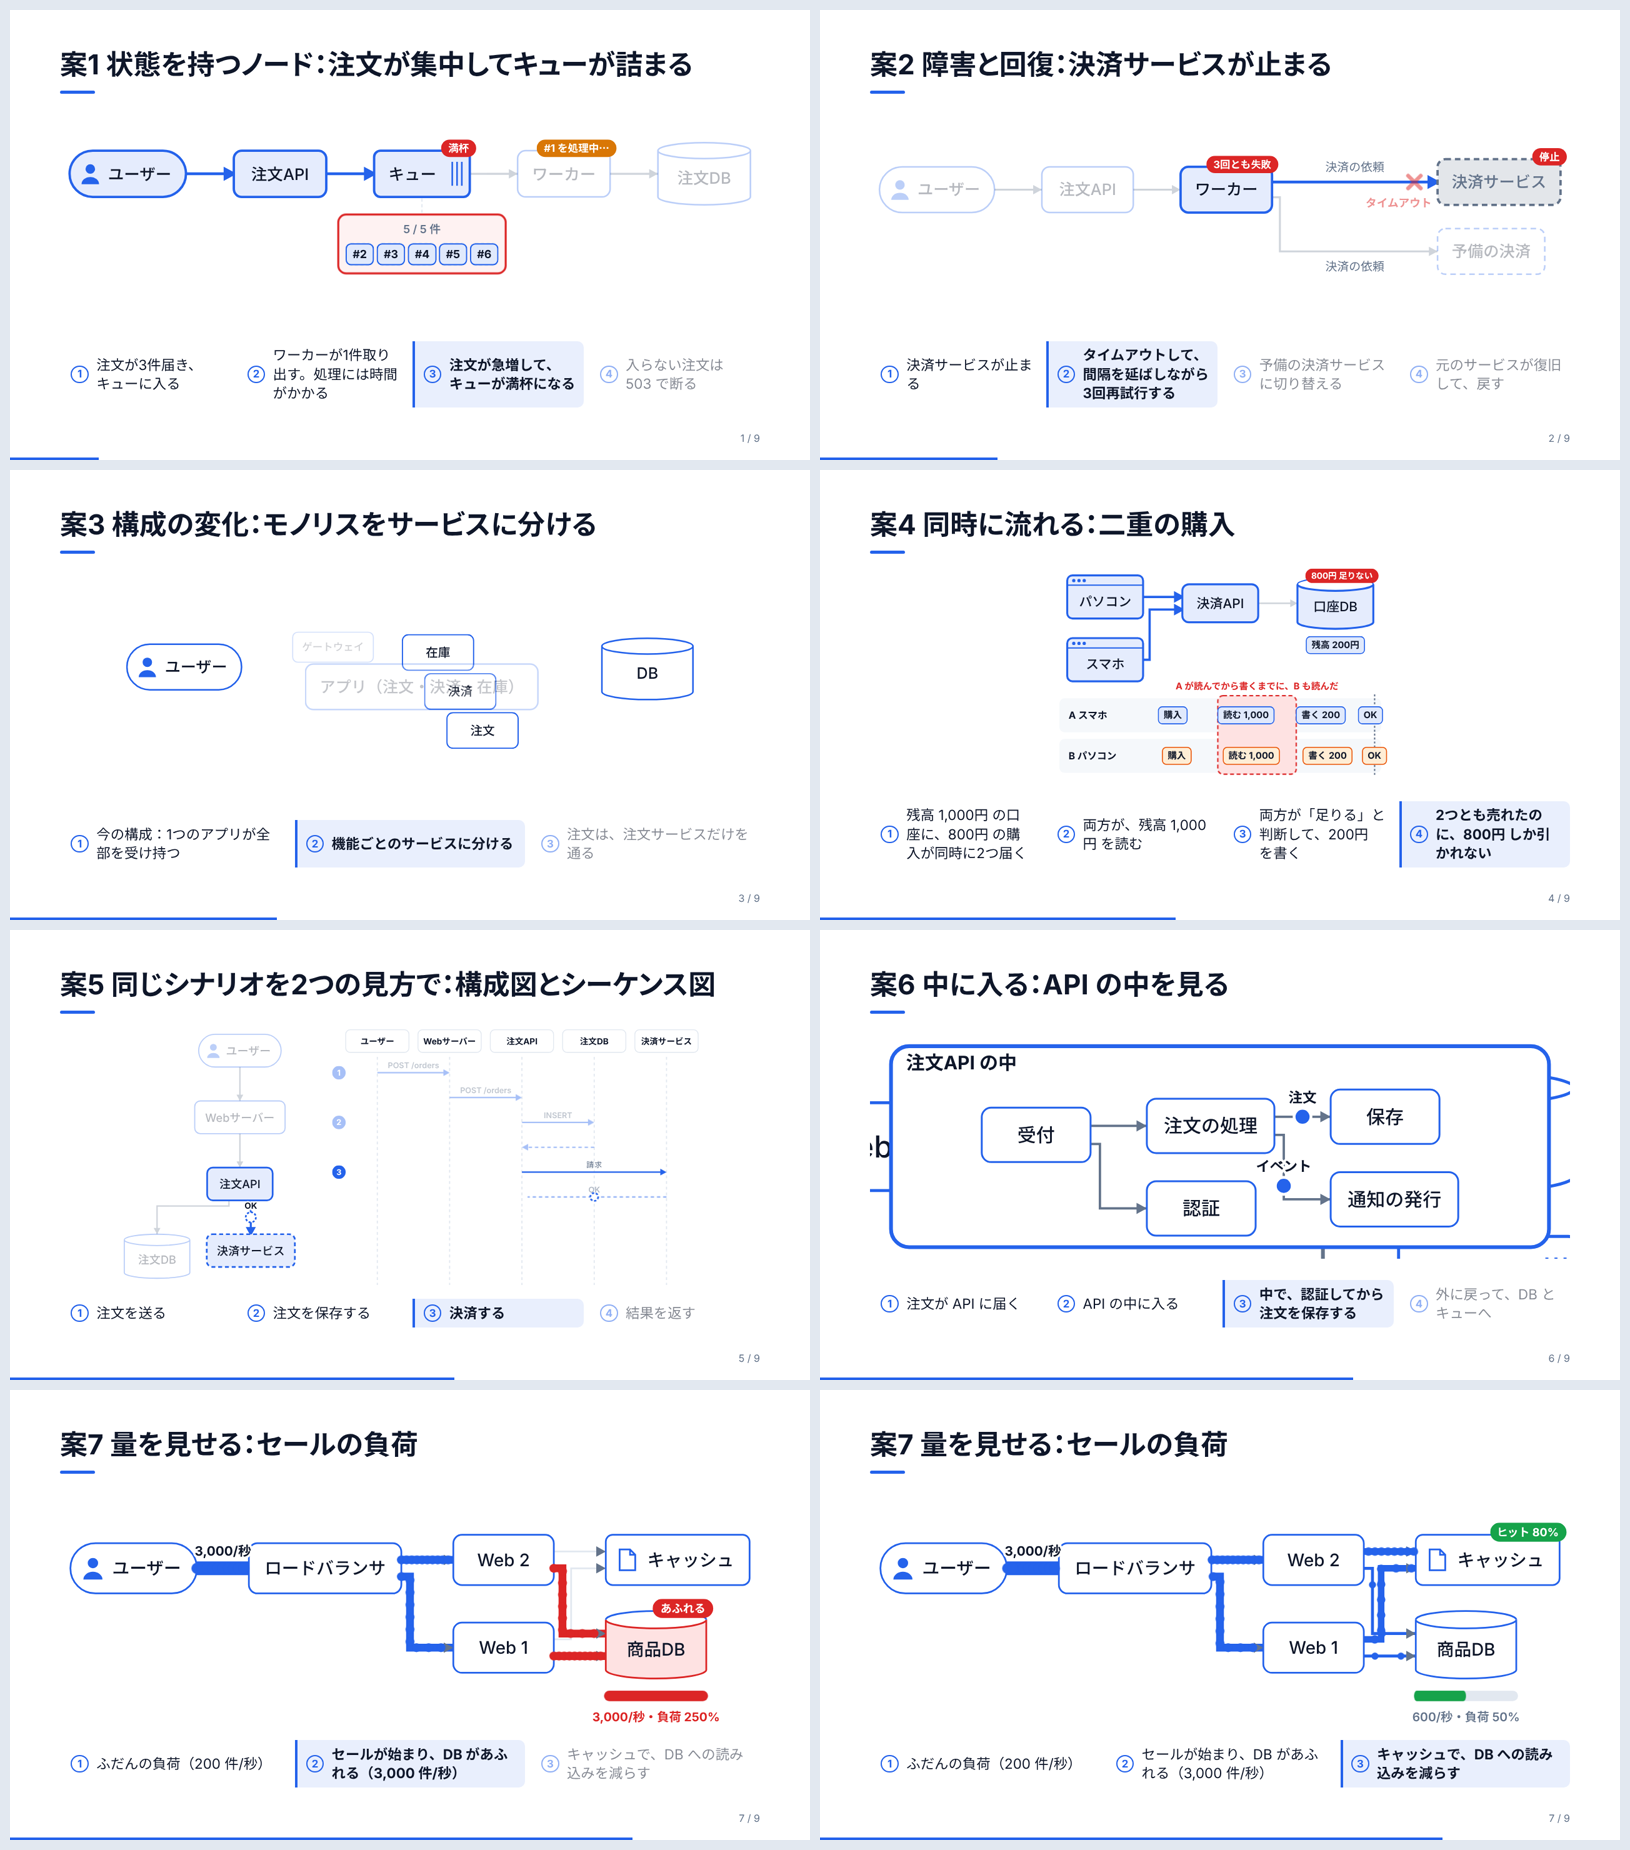 案1 状態を持つノード：注文が集中してキューが詰まる
ユーザー
注文API
キュー
満杯
ワーカー
#1 を処理中…
注文DB
5 / 5 件
#2 #3 #4 #5 #6
1 注文が3件届き、
キューに入る
2 ワーカーが1件取り
出す。処理には時間
がかかる
3 注文が急増して、
キューが満杯になる
4 入らない注文は
503 で断る
1 / 9
案2 障害と回復：決済サービスが止まる
ユーザー
注文API
ワーカー
3回とも失敗
決済の依頼
タイムアウト
決済サービス
停止
決済の依頼
予備の決済
1 決済サービスが止ま
る
2 タイムアウトして、
間隔を延ばしながら
3回再試行する
3 予備の決済サービス
に切り替える
4 元のサービスが復旧
して、戻す
2 / 9
案3 構成の変化：モノリスをサービスに分ける
ユーザー
ゲートウェイ
在庫
アプリ（注文・決済・在庫）
決済
注文
DB
1 今の構成：1つのアプリが全
部を受け持つ
2 機能ごとのサービスに分ける
3 注文は、注文サービスだけを
通る
3 / 9
案4 同時に流れる：二重の購入
パソコン
スマホ
決済API
800円 足りない
口座DB
残高 200円
A が読んでから書くまでに、B も読んだ
A スマホ 購入 読む 1,000 書く 200 OK
B パソコン 購入 読む 1,000 書く 200 OK
1 残高 1,000円 の口
座に、800円 の購
入が同時に2つ届く
2 両方が、残高 1,000
円 を読む
3 両方が「足りる」と
判断して、200円
を書く
4 2つとも売れたの
に、800円 しか引
かれない
4 / 9
案5 同じシナリオを2つの見方で：構成図とシーケンス図
ユーザー
Webサーバー
注文API
OK
注文DB
決済サービス
ユーザー Webサーバー 注文API 注文DB 決済サービス
1 POST /orders
POST /orders
2 INSERT
3 請求
OK
1 注文を送る
2 注文を保存する
3 決済する
4 結果を返す
5 / 9
案6 中に入る：API の中を見る
注文API の中
eb
受付
注文の処理
注文
保存
イベント
認証
通知の発行
1 注文が API に届く
2 API の中に入る
3 中で、認証してから
注文を保存する
4 外に戻って、DB と
キューへ
6 / 9
案7 量を見せる：セールの負荷
ユーザー
3,000/秒
ロードバランサ
Web 2
Web 1
キャッシュ
あふれる
商品DB
3,000/秒・負荷 250%
1 ふだんの負荷（200 件/秒）
2 セールが始まり、DB があふ
れる（3,000 件/秒）
3 キャッシュで、DB への読み
込みを減らす
7 / 9
案7 量を見せる：セールの負荷
ユーザー
3,000/秒
ロードバランサ
Web 2
Web 1
ヒット 80%
キャッシュ
商品DB
600/秒・負荷 50%
1 ふだんの負荷（200 件/秒）
2 セールが始まり、DB があふ
れる（3,000 件/秒）
3 キャッシュで、DB への読み
込みを減らす
7 / 9